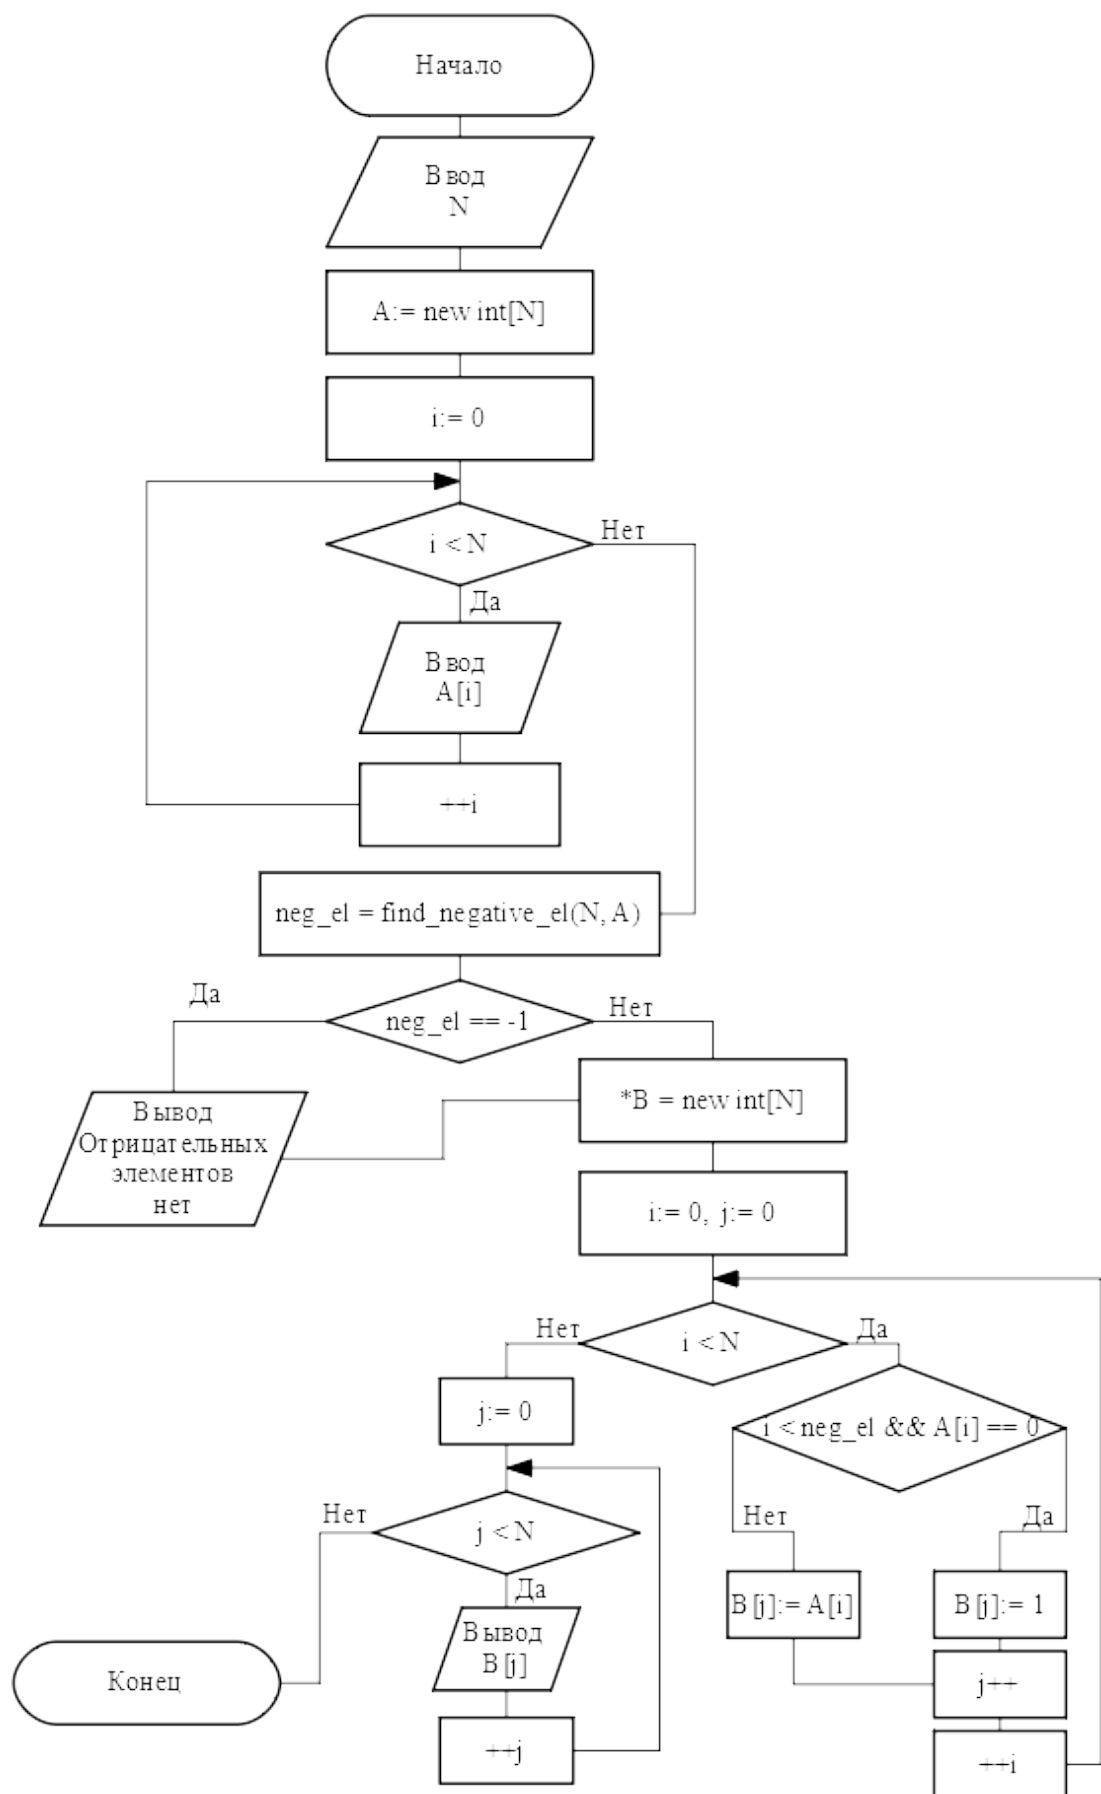 Начало
Ввод
N
A:= new int[N]
i:= 0
i < N
Нет
Да
Ввод
A[i]
++i
neg_el = find_negative_el(N, A)
Да
neg_el == -1
Нет
*B = new int[N]
Вывод
Отрицательных
элементов
нет
i:= 0, j:= 0
Нет
i < N
Да
j:= 0
i < neg_el && A[i] == 0
Нет
j < N
Нет
Да
Да
B[j]:= A[i]
B[j]:= 1
Вывод
B[j]
Конец
j++
++j
++i